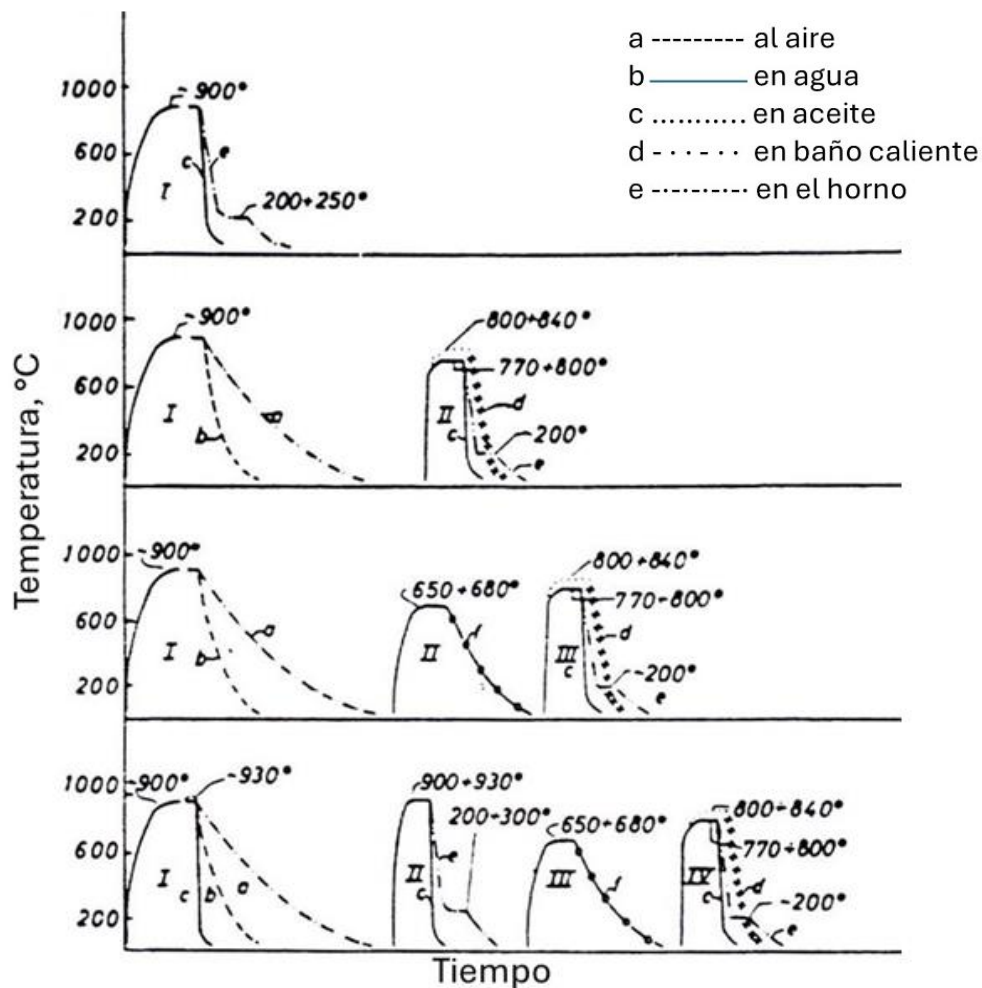 a --------- al aire
b ——— en agua
c .......... en aceite
d - · · - · · en baño caliente
e -·-·-·-·- en el horno
Temperatura, °C
1000
600
200
~900°
c
e
I
200÷250°
1000
600
200
~900°
I
b
a
800÷840°
770÷800°
II
d
c
200°
e
1000
600
200
~900°
I
b
a
650÷680°
II
f
800÷840°
770÷800°
III
d
c
~200°
e
1000
600
200
~900°
~930°
I
c
b
a
900÷930°
200÷300°
II
e
c
650÷680°
III
f
800÷840°
770÷800°
IV
d
c
~200°
e
Tiempo